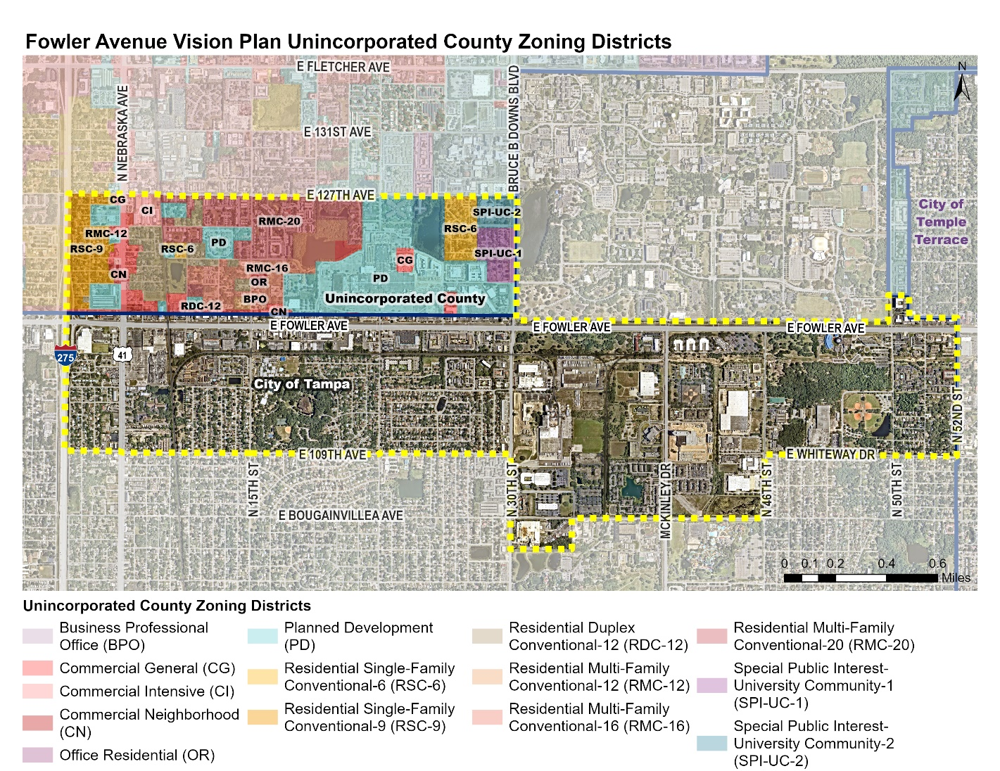 Fowler Avenue Vision Plan Unincorporated County Zoning Districts
E FLETCHER AVE
N
N NEBRASKA AVE
BRUCE B DOWNS BLVD
E 131ST AVE
E 127TH AVE
CG
CI
SPI-UC-2
City of
Temple
Terrace
RMC-20
RMC-12
RSC-6
PD
RSC-9
RSC-6
SPI-UC-1
CG
RMC-16
CN
OR
PD
BPO
Unincorporated County
RDC-12
CN
E FOWLER AVE
E FOWLER AVE
E FOWLER AVE
275
41
City of Tampa
N 52ND ST
E 109TH AVE
E WHITEWAY DR
N 15TH ST
N 30TH ST
MCKINLEY DR
N 46TH ST
N 50TH ST
E BOUGAINVILLEA AVE
0 0.1 0.2 0.4 0.6
Miles
Unincorporated County Zoning Districts
Business Professional
Office (BPO)
Commercial General (CG)
Commercial Intensive (CI)
Commercial Neighborhood
(CN)
Office Residential (OR)
Planned Development
(PD)
Residential Single-Family
Conventional-6 (RSC-6)
Residential Single-Family
Conventional-9 (RSC-9)
Residential Duplex
Conventional-12 (RDC-12)
Residential Multi-Family
Conventional-12 (RMC-12)
Residential Multi-Family
Conventional-16 (RMC-16)
Residential Multi-Family
Conventional-20 (RMC-20)
Special Public Interest-
University Community-1
(SPI-UC-1)
Special Public Interest-
University Community-2
(SPI-UC-2)